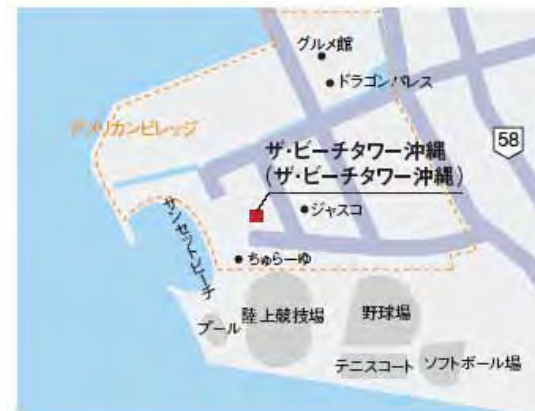 グルメ館
ドラゴンパレス
アメリカンビレッジ
58
ザ・ビーチタワー沖縄
(ザ・ビーチタワー沖縄)
ジャスコ
サンセットビーチ
ちゅらーゆ
陸上競技場
野球場
プール
テニスコート
ソフトボール場